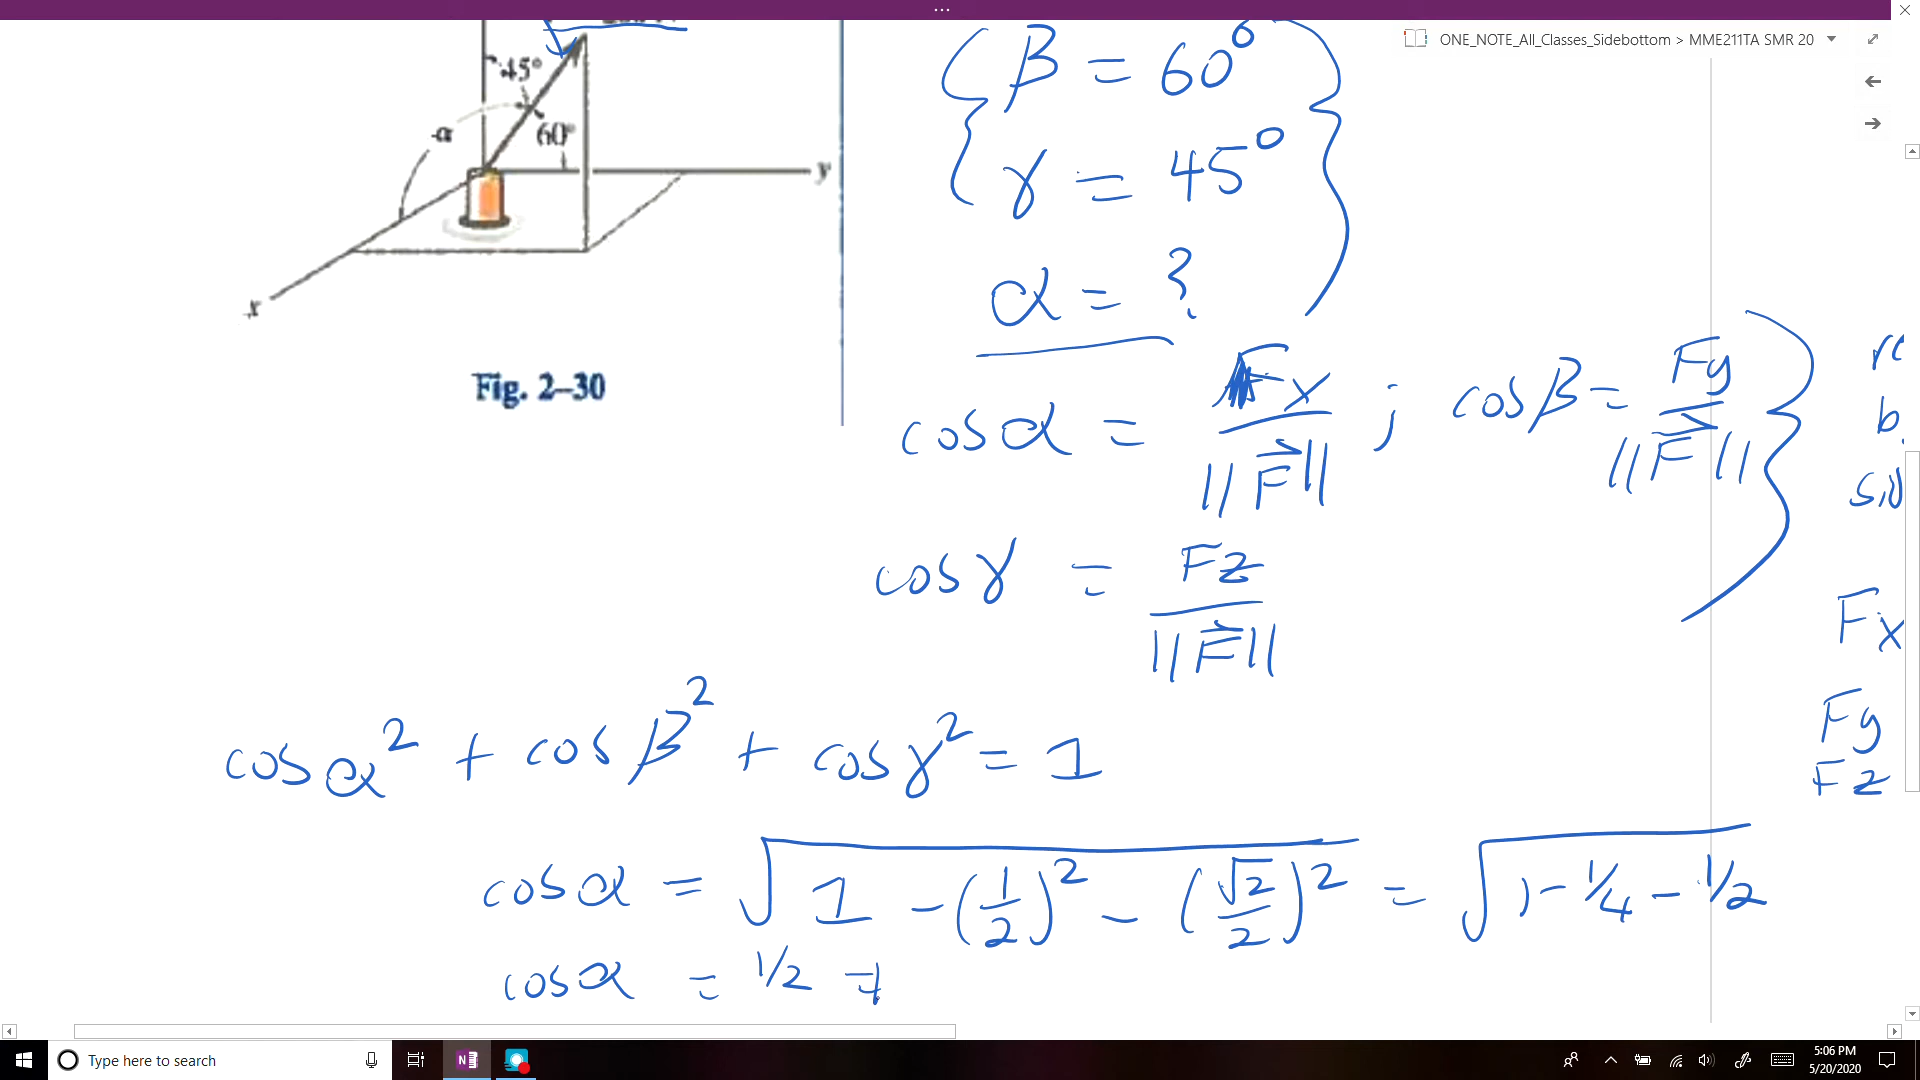 ...
ONE_NOTE_All_Classes_Sidebottom > MME211TA SMR 20
45°
α
60°
y
x
Fig. 2–30
β = 60°
γ = 45°
α = ?
cos α = Fx / ||F⃗|| ; cos β = Fy / ||F⃗||
cos γ = Fz / ||F⃗||
b,
Fx
Fy
Fz
cos α² + cos β² + cos γ² = 1
cos α = √(1 - (1/2)² - (√2/2)²) = √(1 - 1/4 - 1/2)
cos α = 1/2
Type here to search
5:06 PM
5/20/2020